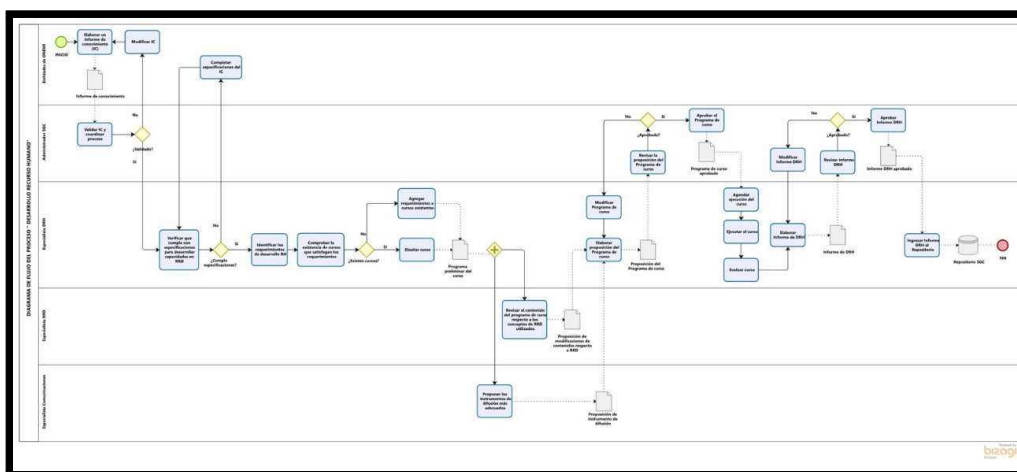 DIAGRAMA DE FLUJO DEL PROCESO " DESARROLLO RECURSO HUMANO"
Entidades de ONEMI
INICIO
Elaborar un
Informe de
conocimiento
(IC)
Modificar IC
Informe de conocimiento
Completar
especificaciones del
IC
Administrador SGC
Validar IC y
coordinar
proceso
¿Validado?
No
Si
No
Si
¿Aprobado?
Aprobar el
Programa de
curso
Revisar la
proposición del
Programa de curso
Programa de curso
aprobado
No
Si
¿Aprobado?
Aprobar
Informe DRH
Modificar
Informe DRH
Revisar informe
DRH
Informe DRH aprobado
Especialista DRH
Verificar que
cumpla con especificaciones
para desarrollar
capacidades en
RRD
No
Si
¿Cumple
especificaciones?
Identificar los
requerimientos
de desarrollo RH
Comprobar la
existencia de cursos
que satisfagan los
requerimientos
No
Si
¿Existen cursos?
Agregar
requerimientos a
cursos existentes
Diseñar curso
Programa
preliminar del
curso
Modificar
Programa de
curso
Elaborar
proposición del
Programa de
curso
Proposición del
Programa de curso
Agendar
ejecución del
curso
Ejecutar el curso
Evaluar curso
Elaborar
Informe de DRH
Informe de DRH
Ingresar Informe
DRH al
Repositorio
Repositorio SGC
FIN
Especialista RRD
Revisar el contenido
del programa de curso
respecto a los
conceptos de RRD
utilizados
Proposición de
modificaciones de
contenidos respecto
a RRD
Especialista Comunicaciones
Proponer los
instrumentos de
difusión más
adecuados
Proposición de
instrumento de
difusión
Powered by
bizagi
Modeler